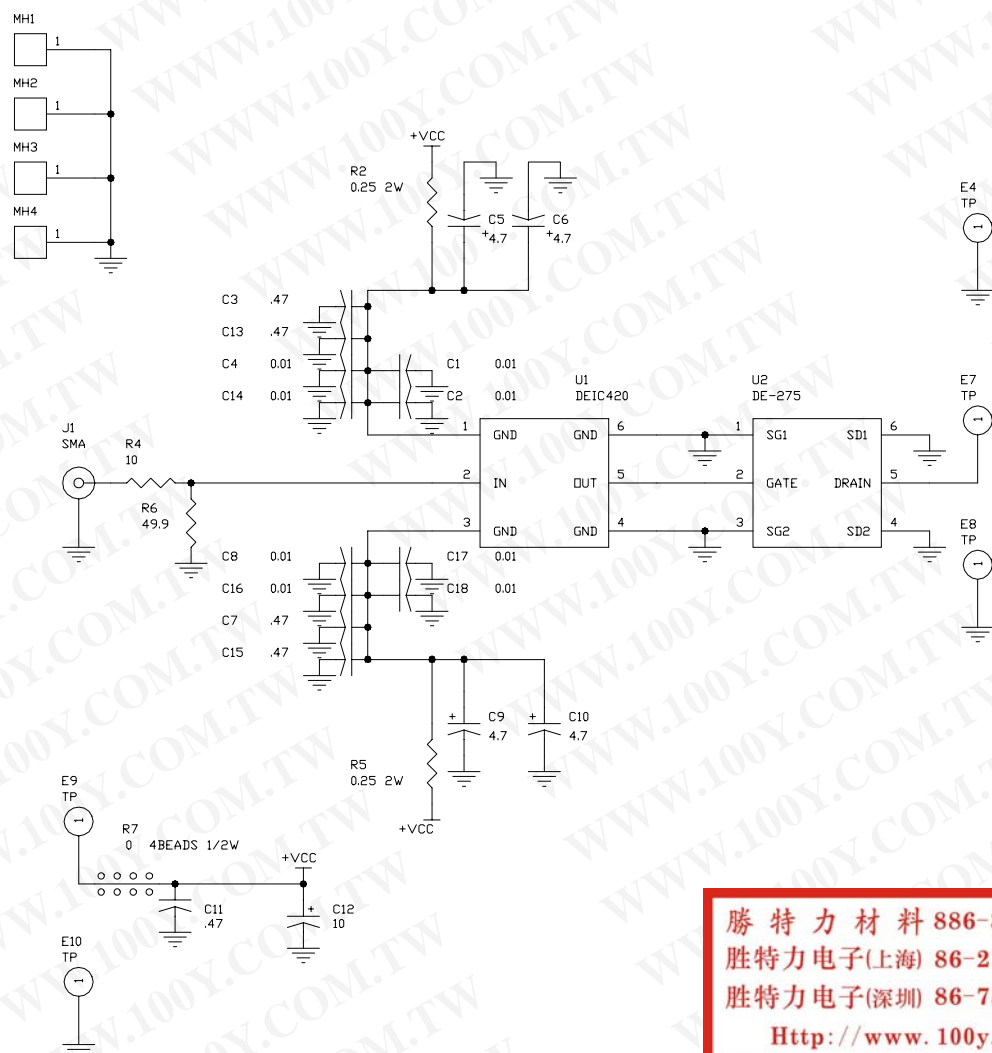 MH1
1
MH2
1
MH3
1
MH4
1
+VCC
R2
0.25 2W
C5
+4.7
C6
+4.7
E4
TP
1
C3 .47
C13 .47
C4 0.01
C14 0.01
C1 0.01
C2 0.01
U1
DEIC420
U2
DE-275
E7
TP
1
J1
SMA
R4
10
R6
49.9
1 GND GND 6
2 IN OUT 5
3 GND GND 4
1 SG1 SD1 6
2 GATE DRAIN 5
3 SG2 SD2 4
E8
TP
1
C8 0.01
C16 0.01
C7 .47
C15 .47
C17 0.01
C18 0.01
+ C9
4.7
+ C10
4.7
R5
0.25 2W
+VCC
E9
TP
1
R7
0 4BEADS 1/2W
+VCC
C11
.47
+ C12
10
E10
TP
1
勝 特 力 材 料 886-
胜特力电子(上海) 86-2
胜特力电子(深圳) 86-7
Http://www.100y
WWW.100Y.COM.TW